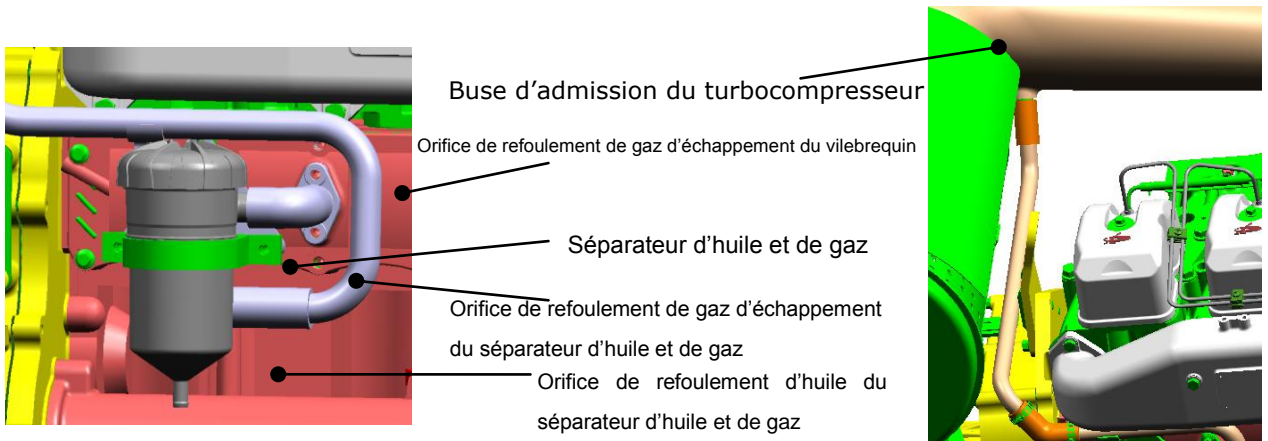 Buse d'admission du turbocompresseur
Orifice de refoulement de gaz d'échappement du vilebrequin
Séparateur d'huile et de gaz
Orifice de refoulement de gaz d'échappement
du séparateur d'huile et de gaz
Orifice de refoulement d'huile du
séparateur d'huile et de gaz